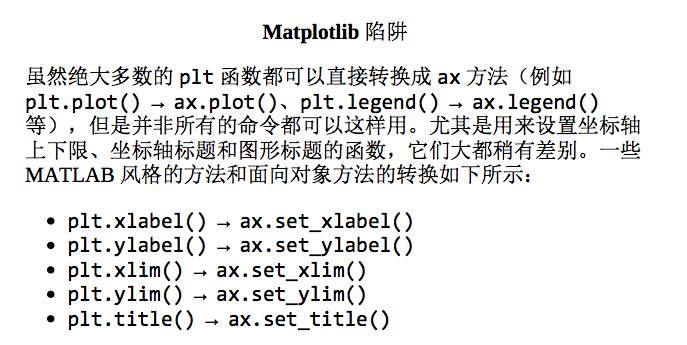 Matplotlib 陷阱
虽然绝大多数的 plt 函数都可以直接转换成 ax 方法（例如
plt.plot() → ax.plot()、plt.legend() → ax.legend()
等），但是并非所有的命令都可以这样用。尤其是用来设置坐标轴
上下限、坐标轴标题和图形标题的函数，它们大都稍有差别。一些
MATLAB 风格的方法和面向对象方法的转换如下所示：
• plt.xlabel() → ax.set_xlabel()
• plt.ylabel() → ax.set_ylabel()
• plt.xlim() → ax.set_xlim()
• plt.ylim() → ax.set_ylim()
• plt.title() → ax.set_title()